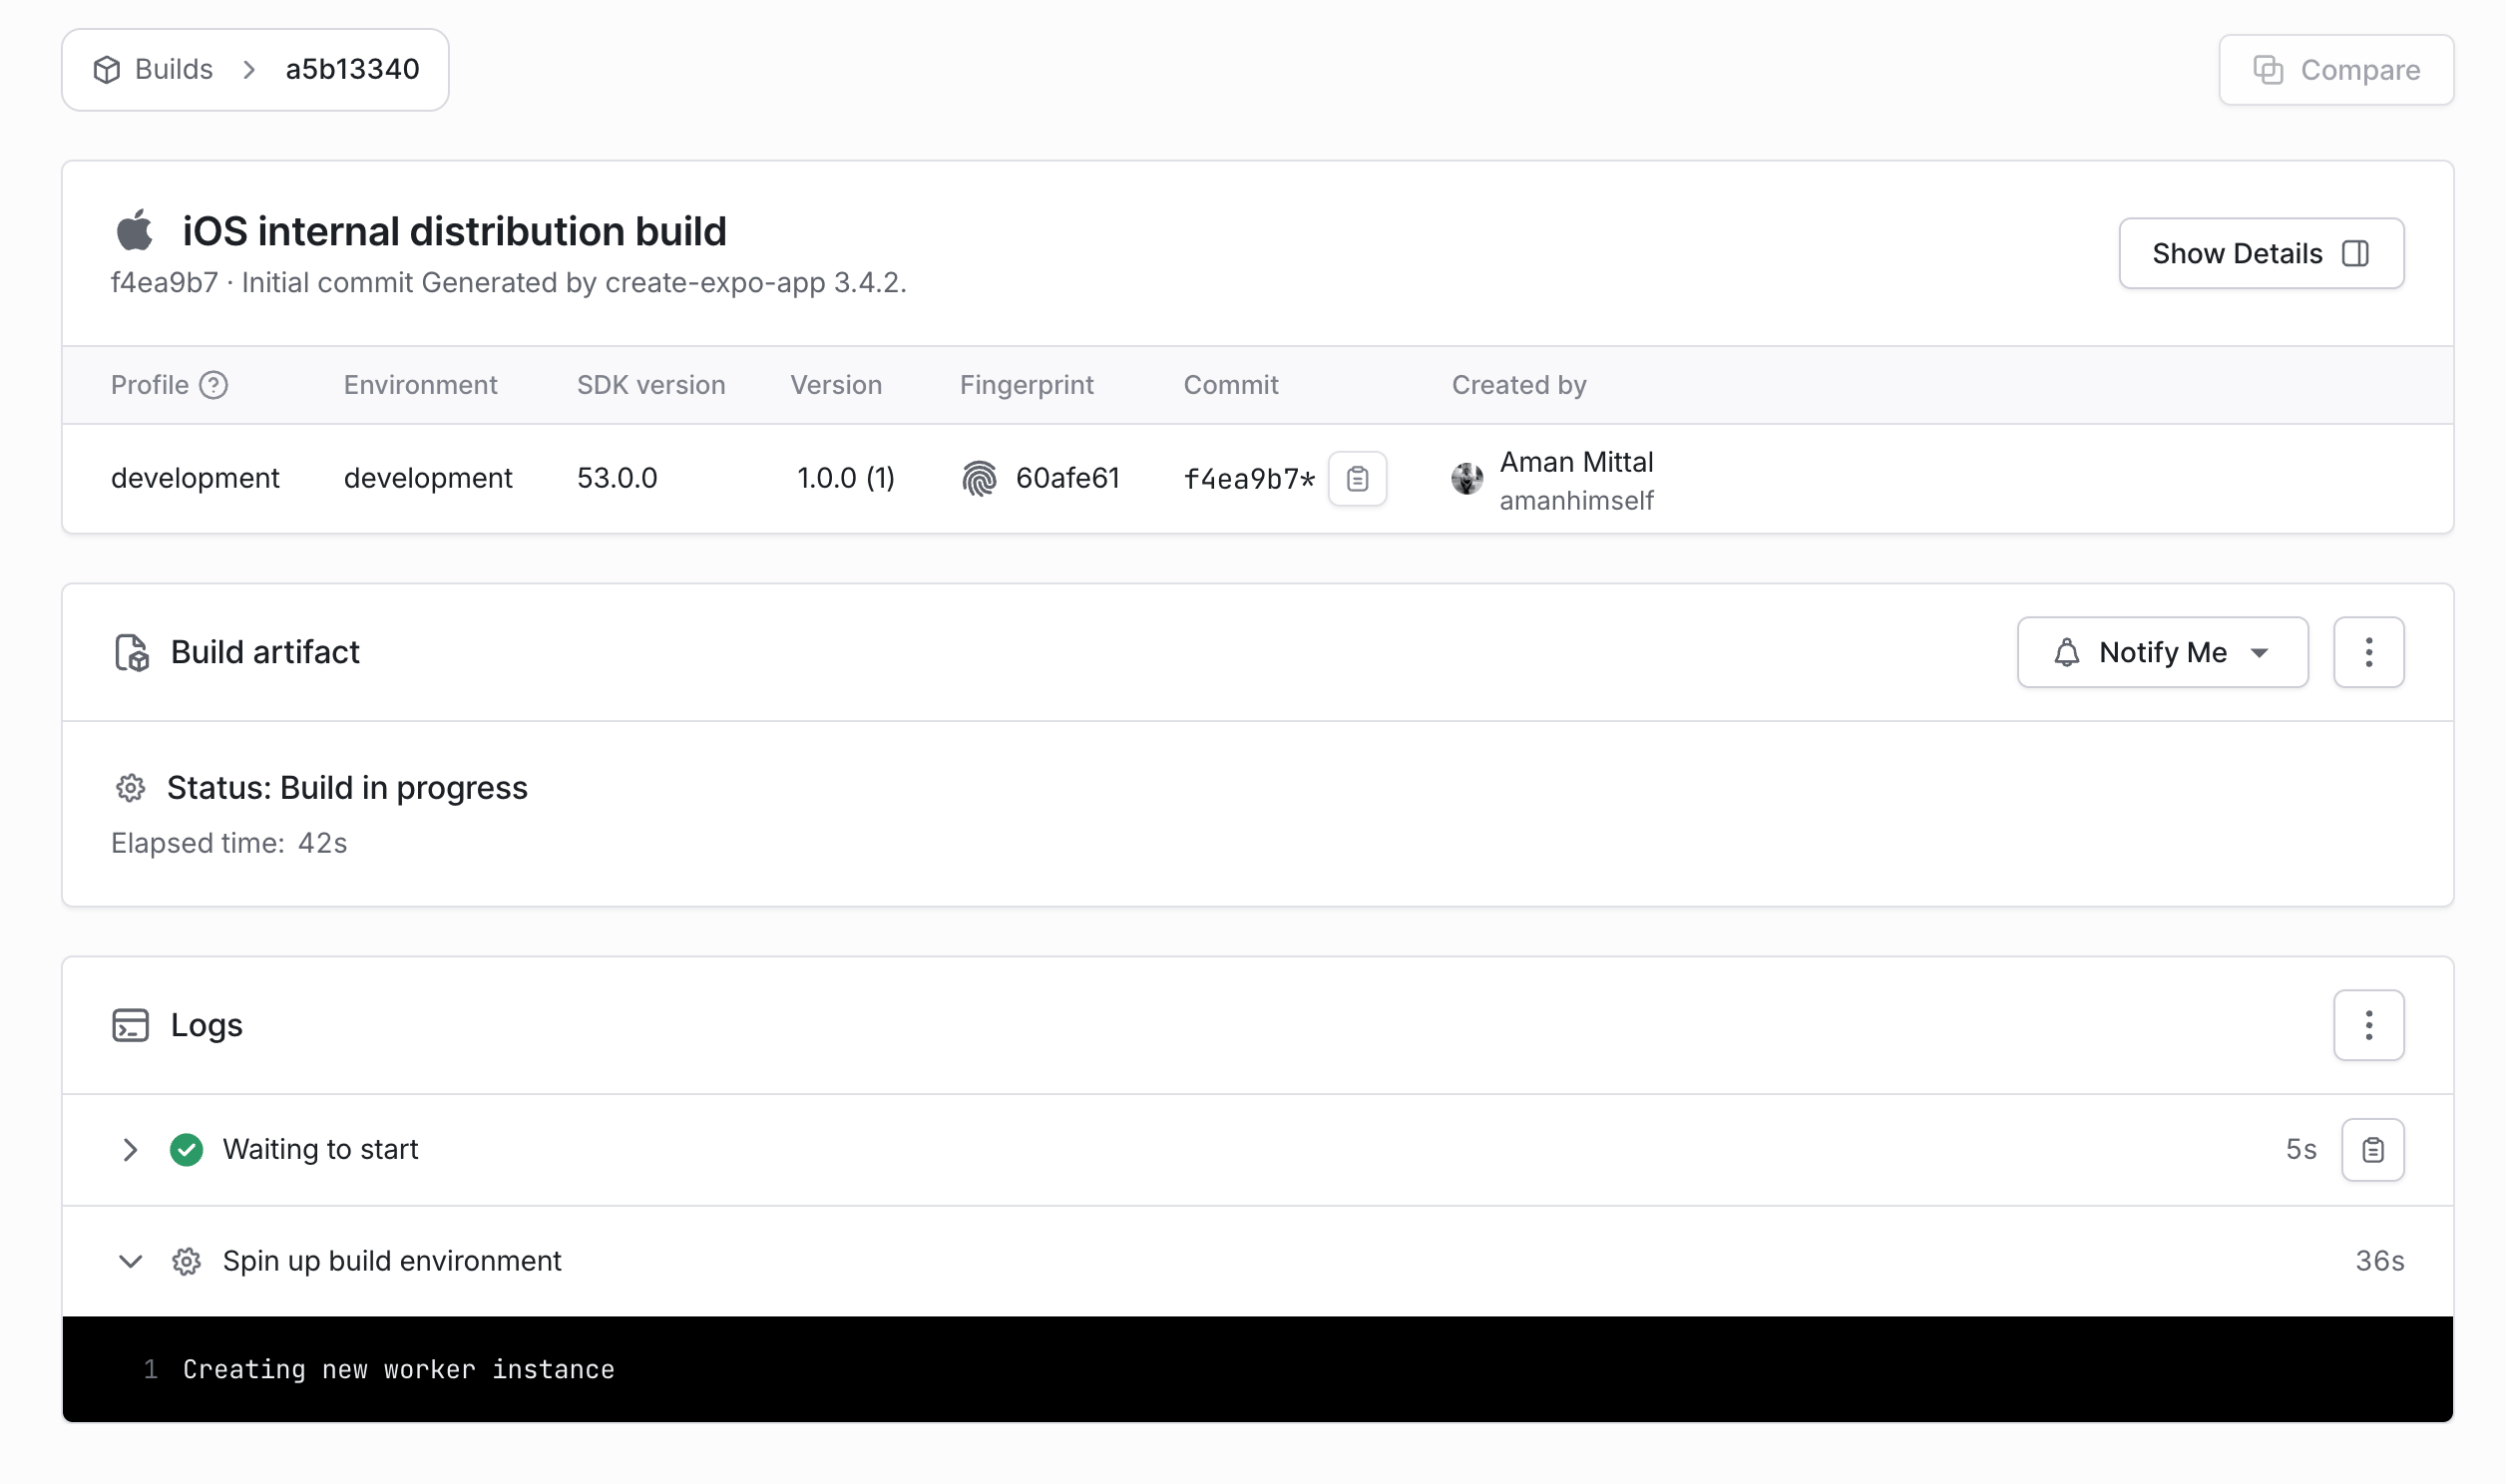 Builds > a5b13340
Compare
iOS internal distribution build
f4ea9b7 · Initial commit Generated by create-expo-app 3.4.2.
Show Details
Profile Environment SDK version Version Fingerprint Commit Created by
development development 53.0.0 1.0.0 (1) 60afe61 f4ea9b7* Aman Mittal
amanhimself
Build artifact
Notify Me
Status: Build in progress
Elapsed time: 42s
Logs
Waiting to start 5s
Spin up build environment 36s
1 Creating new worker instance